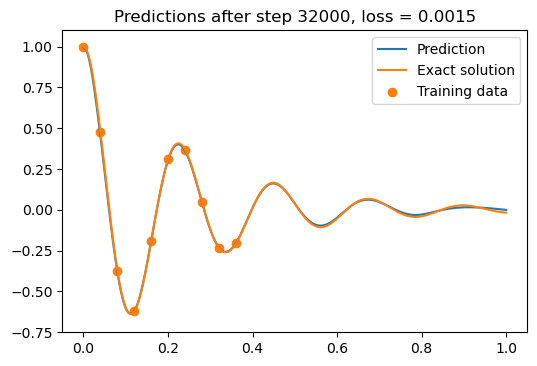 Predictions after step 32000, loss = 0.0015
1.00
0.75
0.50
0.25
0.00
-0.25
-0.50
-0.75
Prediction
Exact solution
Training data
0.0 0.2 0.4 0.6 0.8 1.0